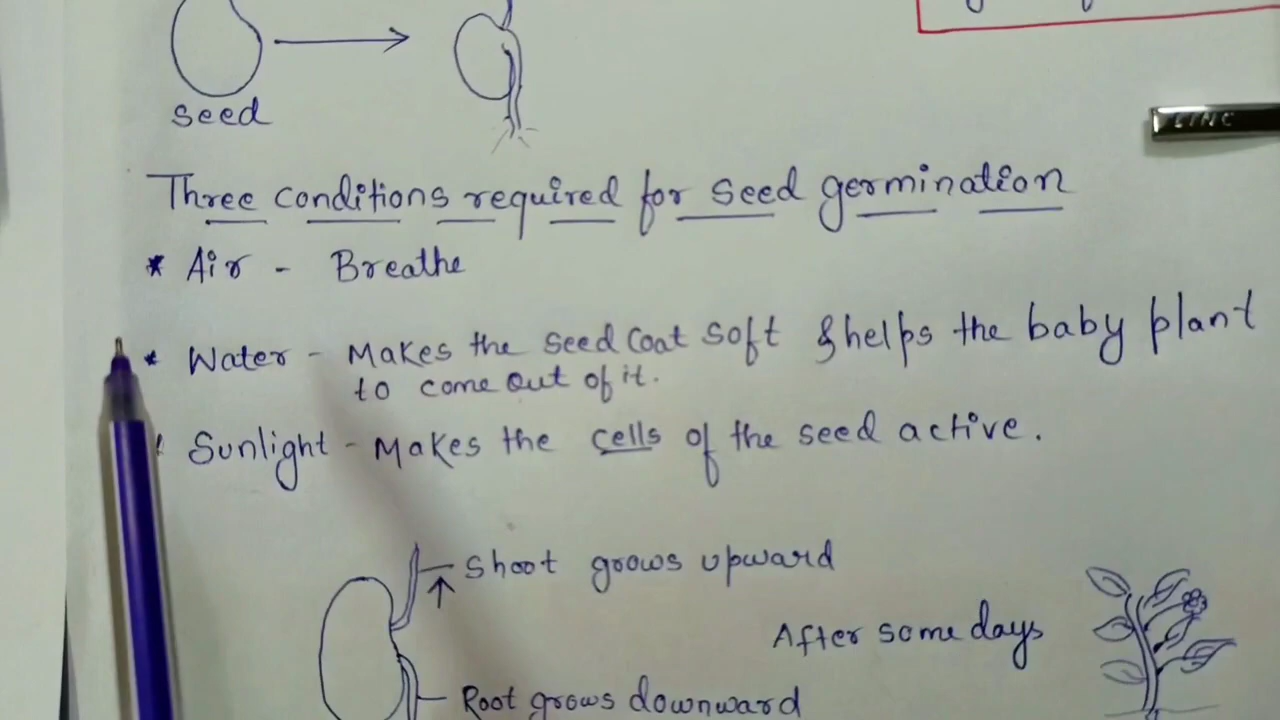 seed
LINC
Three conditions required for seed germination
* Air - Breathe
* Water - Makes the seed coat soft & helps the baby plant
to come out of it.
Sunlight - Makes the cells of the seed active.
Shoot grows upward
After some days
Root grows downward